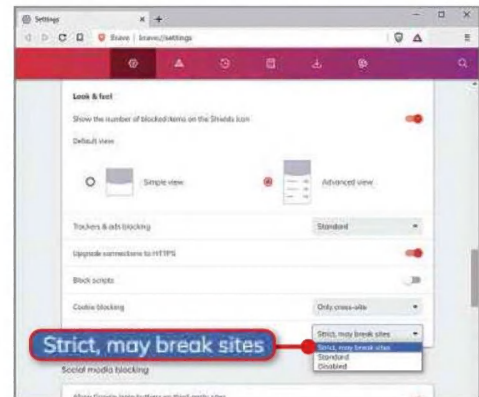 Settings
Brave | brave://settings
Look & feel
Show the number of blocked items on the Shields icon
Default view
Simple view
Advanced view
Trackers & ads blocking Standard
Upgrade connections to HTTPS
Block scripts
Cookie blocking Only cross-site
Strict, may break sites
Strict, may break sites
Strict, may break sites
Standard
Disabled
Social media blocking